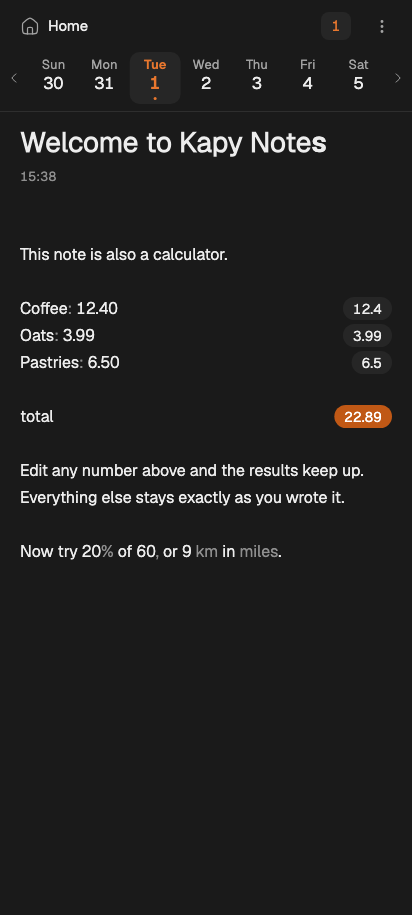 Home
1
Sun Mon Tue Wed Thu Fri Sat
30 31 1 2 3 4 5
Welcome to Kapy Notes
15:38
This note is also a calculator.
Coffee: 12.40 12.4
Oats: 3.99 3.99
Pastries: 6.50 6.5
total 22.89
Edit any number above and the results keep up.
Everything else stays exactly as you wrote it.
Now try 20% of 60, or 9 km in miles.